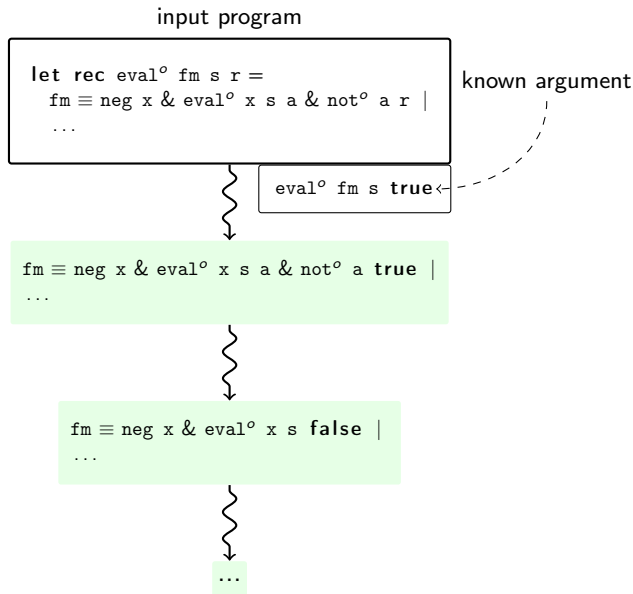 input program
let rec evalᵒ fm s r =
fm ≡ neg x & evalᵒ x s a & notᵒ a r |
...
known argument
evalᵒ fm s true
fm ≡ neg x & evalᵒ x s a & notᵒ a true |
...
fm ≡ neg x & evalᵒ x s false |
...
...